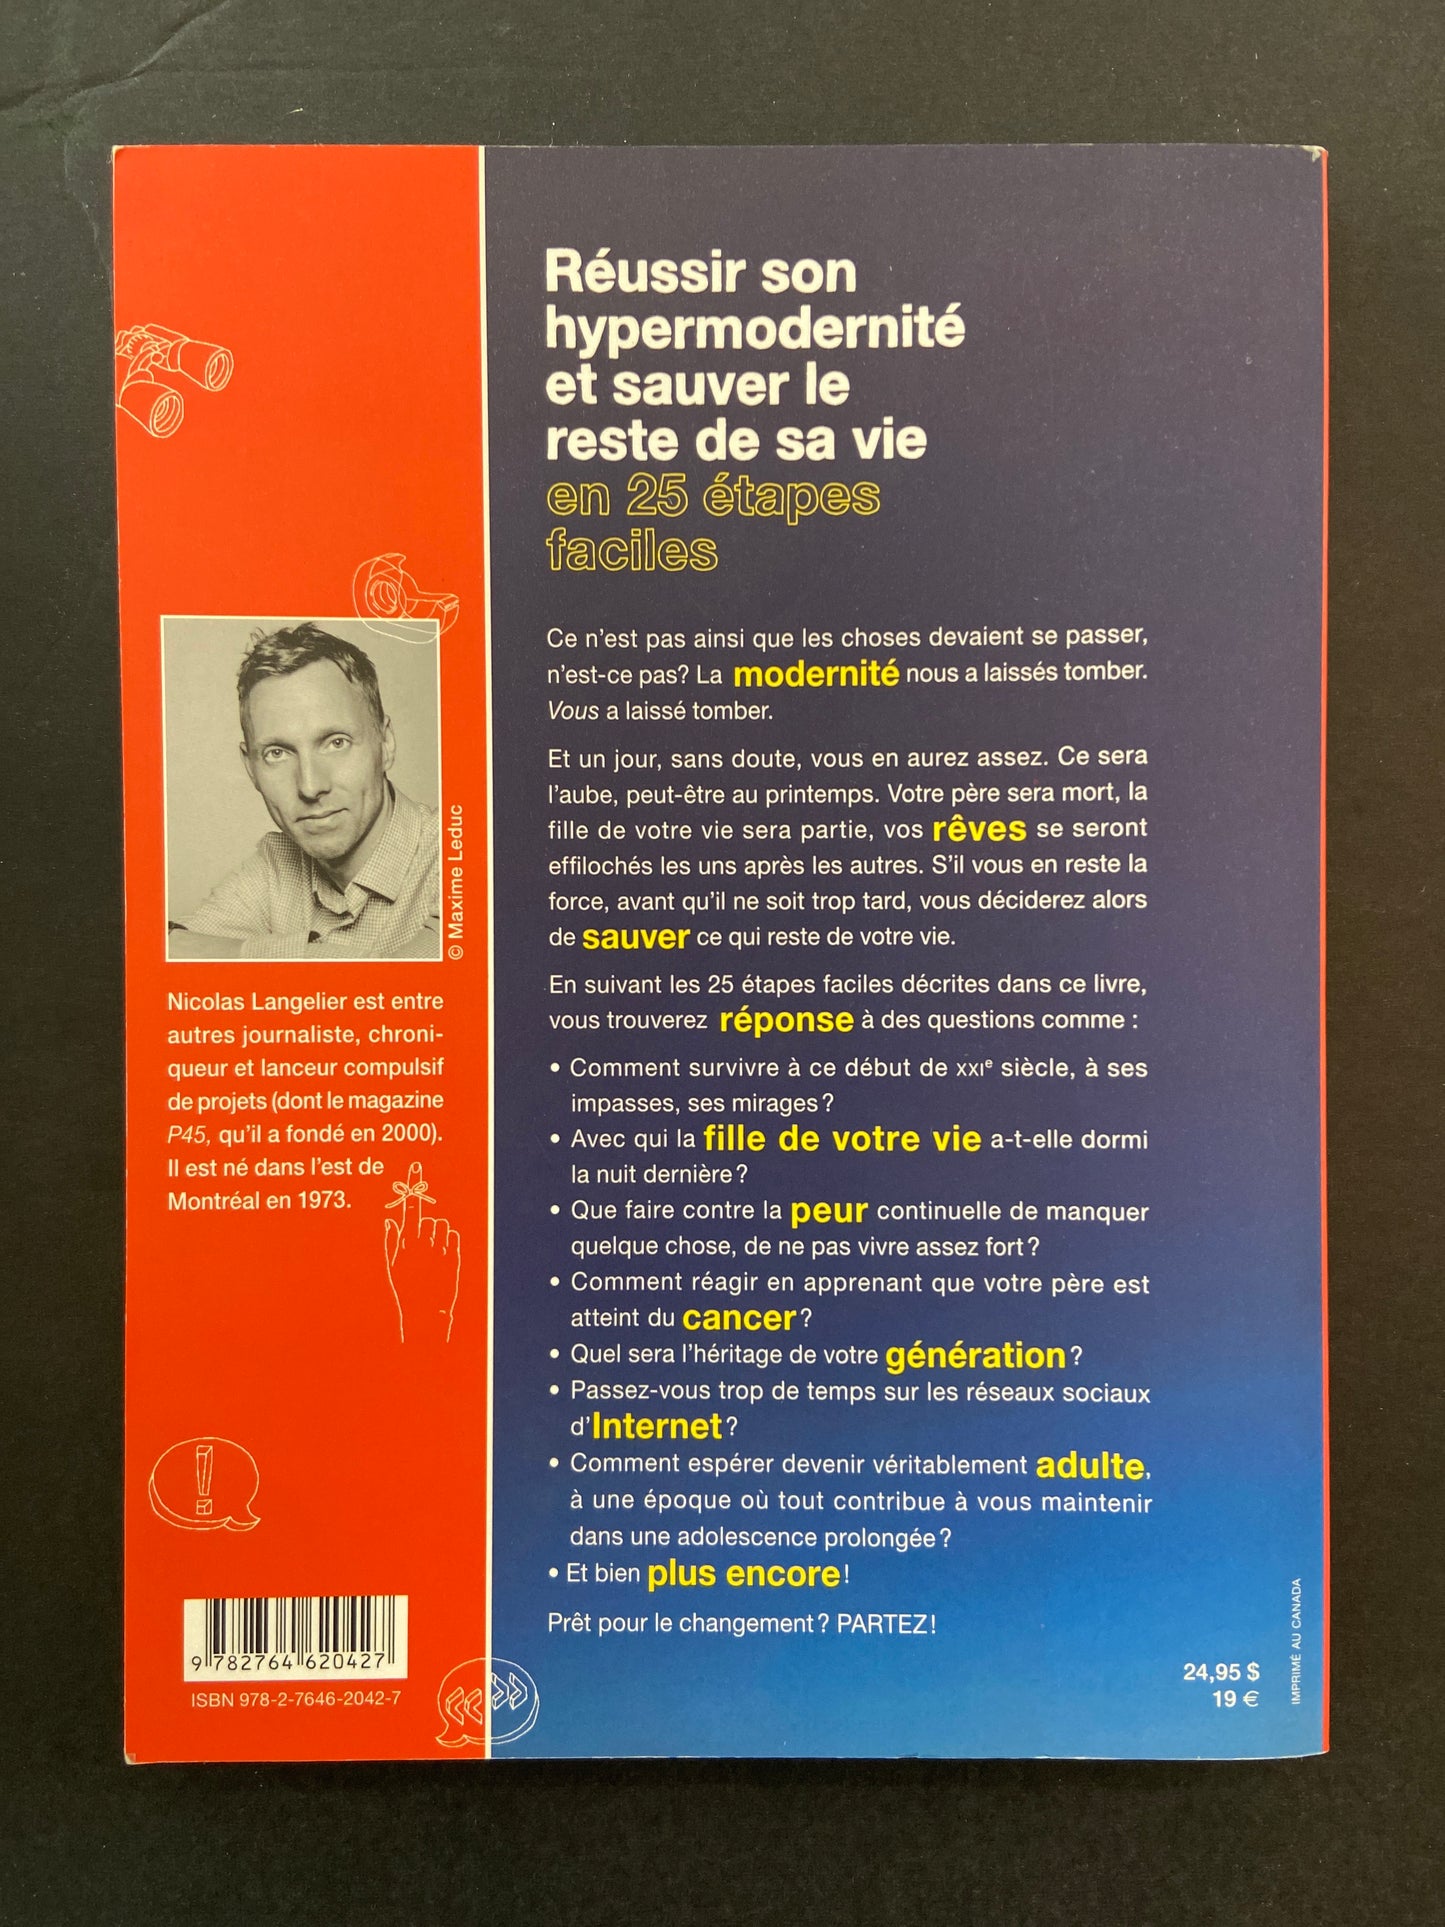 Réussir son
hypermodernité
et sauver le
reste de sa vie
en 25 étapes
faciles
Ce n'est pas ainsi que les choses devaient se passer,
n'est-ce pas? La modernité nous a laissés tomber.
Vous a laissé tomber.
Et un jour, sans doute, vous en aurez assez. Ce sera
l'aube, peut-être au printemps. Votre père sera mort, la
fille de votre vie sera partie, vos rêves se seront
effilochés les uns après les autres. S'il vous en reste la
force, avant qu'il ne soit trop tard, vous déciderez alors
de sauver ce qui reste de votre vie.
En suivant les 25 étapes faciles décrites dans ce livre,
vous trouverez réponse à des questions comme :
• Comment survivre à ce début de XXIe siècle, à ses
impasses, ses mirages ?
• Avec qui la fille de votre vie a-t-elle dormi
la nuit dernière ?
• Que faire contre la peur continuelle de manquer
quelque chose, de ne pas vivre assez fort ?
• Comment réagir en apprenant que votre père est
atteint du cancer ?
• Quel sera l'héritage de votre génération ?
• Passez-vous trop de temps sur les réseaux sociaux
d'Internet ?
• Comment espérer devenir véritablement adulte,
à une époque où tout contribue à vous maintenir
dans une adolescence prolongée ?
• Et bien plus encore !
Prêt pour le changement ? PARTEZ !
24,95 $
19 €
IMPRIMÉ AU CANADA
© Maxime Leduc
Nicolas Langelier est entre
autres journaliste, chroni-
queur et lanceur compulsif
de projets (dont le magazine
P45, qu'il a fondé en 2000).
Il est né dans l'est de
Montréal en 1973.
!
9 782764 620427
ISBN 978-2-7646-2042-7
« »